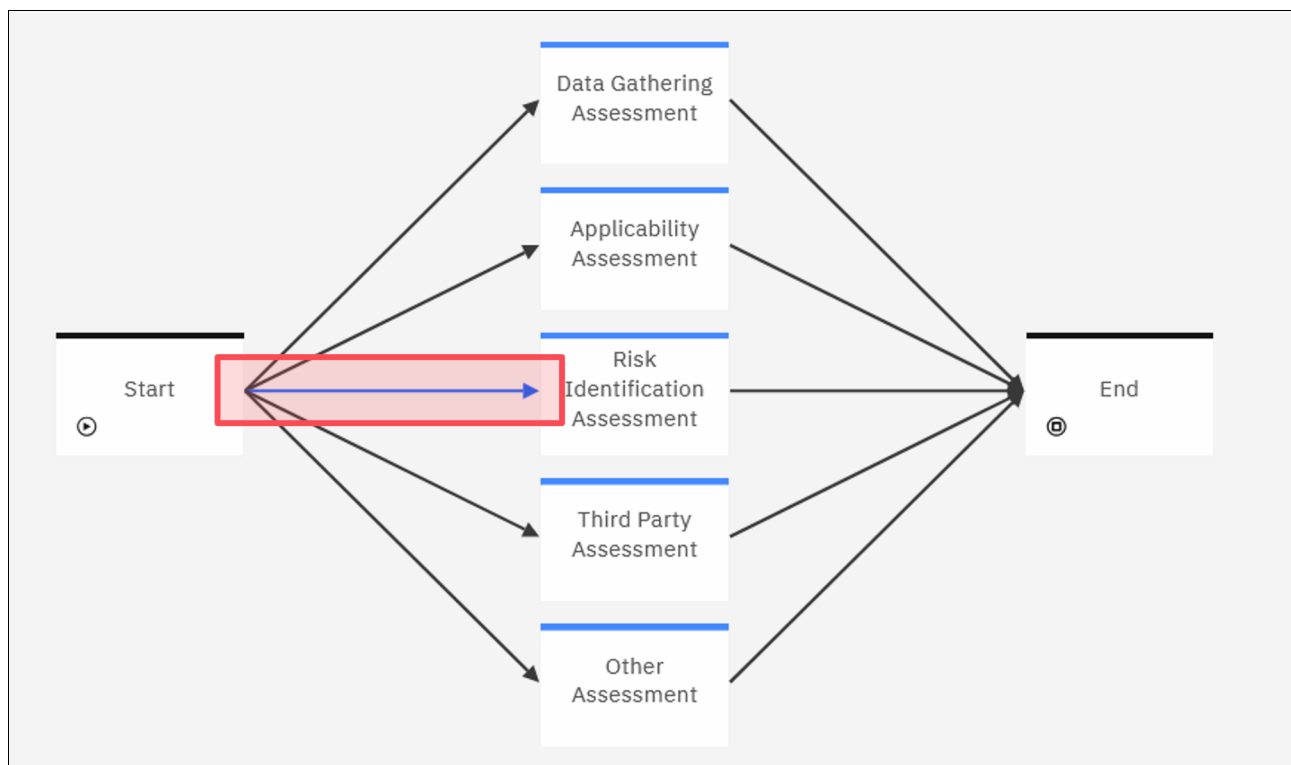 Data Gathering
Assessment
Applicability
Assessment
Start
Risk
Identification
Assessment
End
Third Party
Assessment
Other
Assessment